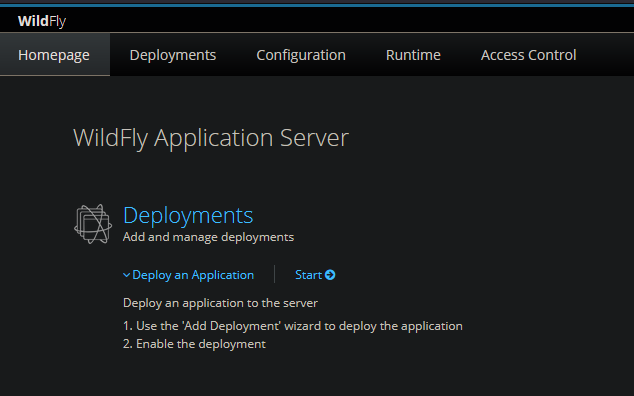 WildFly
Homepage Deployments Configuration Runtime Access Control
WildFly Application Server
Deployments
Add and manage deployments
Deploy an Application Start
Deploy an application to the server
1. Use the 'Add Deployment' wizard to deploy the application
2. Enable the deployment